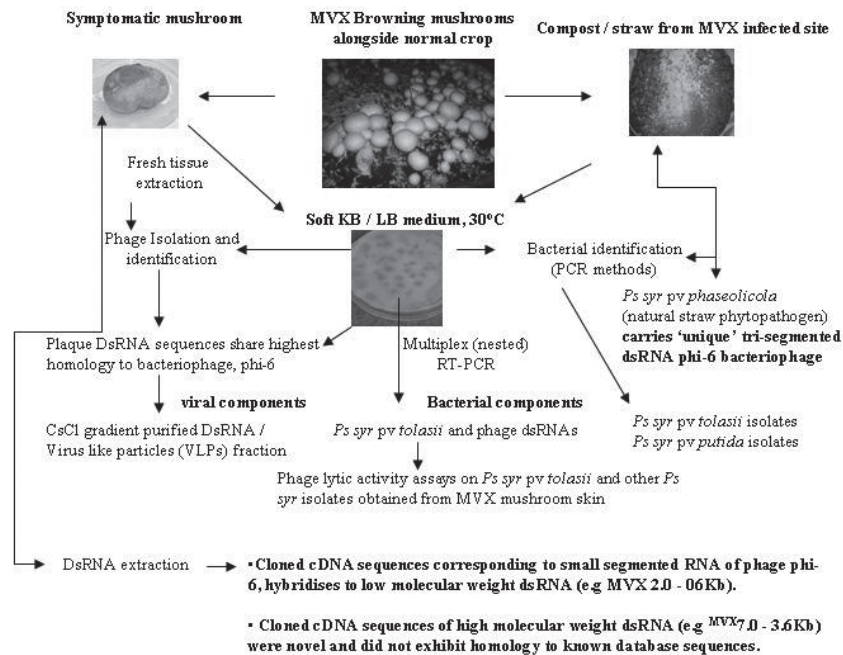 Symptomatic mushroom
MVX Browning mushrooms
alongside normal crop
Compost / straw from MVX infected site
Fresh tissue
extraction
Soft KB / LB medium, 30ºC
Phage Isolation and
identification
Bacterial identification
(PCR methods)
Ps syr pv phaseolicola
(natural straw phytopathogen)
carries ‘unique’ tri-segmented
dsRNA phi-6 bacteriophage
Plaque DsRNA sequences share highest
homology to bacteriophage, phi-6
Multiplex (nested)
RT-PCR
viral components
Bacterial components
CsCl gradient purified DsRNA /
Virus like particles (VLPs) fraction
Ps syr pv tolasii and phage dsRNAs
Ps syr pv tolasii isolates
Ps syr pv putida isolates
Phage lytic activity assays on Ps syr pv tolasii and other Ps
syr isolates obtained from MVX mushroom skin
DsRNA extraction
▪ Cloned cDNA sequences corresponding to small segmented RNA of phage phi-
6, hybridises to low molecular weight dsRNA (e.g MVX 2.0 - 06Kb).
▪ Cloned cDNA sequences of high molecular weight dsRNA (e.g MVX7.0 - 3.6Kb)
were novel and did not exhibit homology to known database sequences.